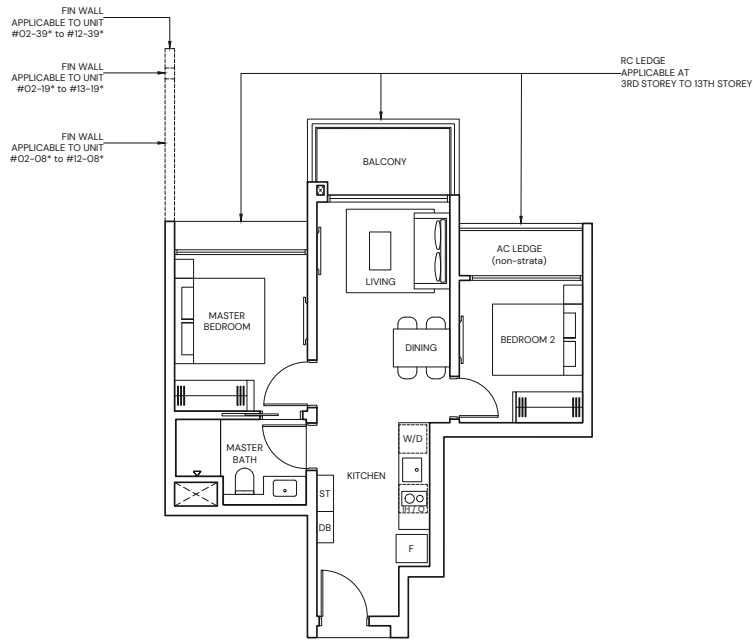 FIN WALL
APPLICABLE TO UNIT
#02-39* to #12-39*
FIN WALL
APPLICABLE TO UNIT
#02-19* to #13-19*
FIN WALL
APPLICABLE TO UNIT
#02-08* to #12-08*
RC LEDGE
APPLICABLE AT
3RD STOREY TO 13TH STOREY
BALCONY
AC LEDGE
(non-strata)
LIVING
MASTER
BEDROOM
DINING
BEDROOM 2
W/D
MASTER
BATH
KITCHEN
ST
IH / O
DB
F